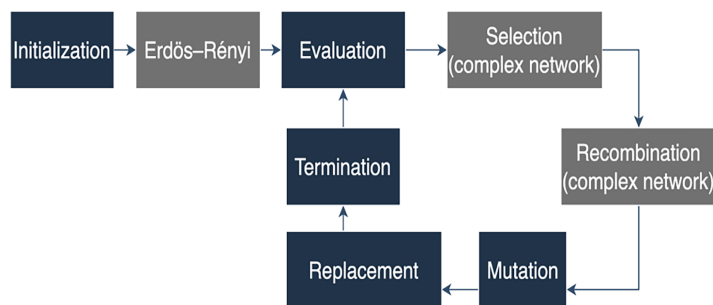 Initialization
Erdös–Rényi
Evaluation
Selection
(complex network)
Recombination
(complex network)
Mutation
Replacement
Termination